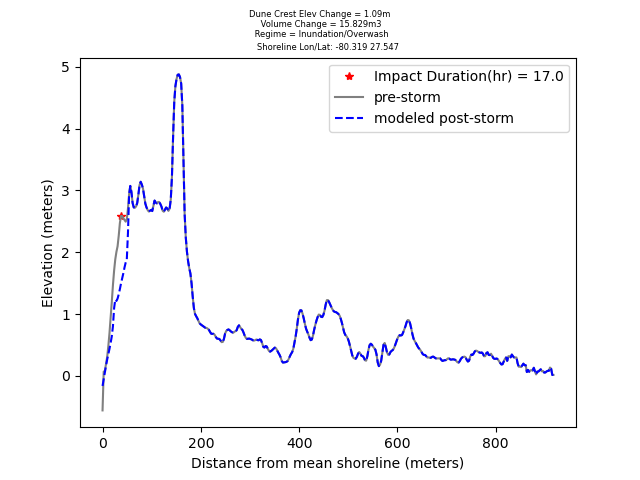 Dune Crest Elev Change = 1.09m
Volume Change = 15.829m3
Regime = Inundation/Overwash
Shoreline Lon/Lat: -80.319 27.547
Impact Duration(hr) = 17.0
pre-storm
modeled post-storm
5
4
3
2
1
0
Elevation (meters)
0 200 400 600 800
Distance from mean shoreline (meters)